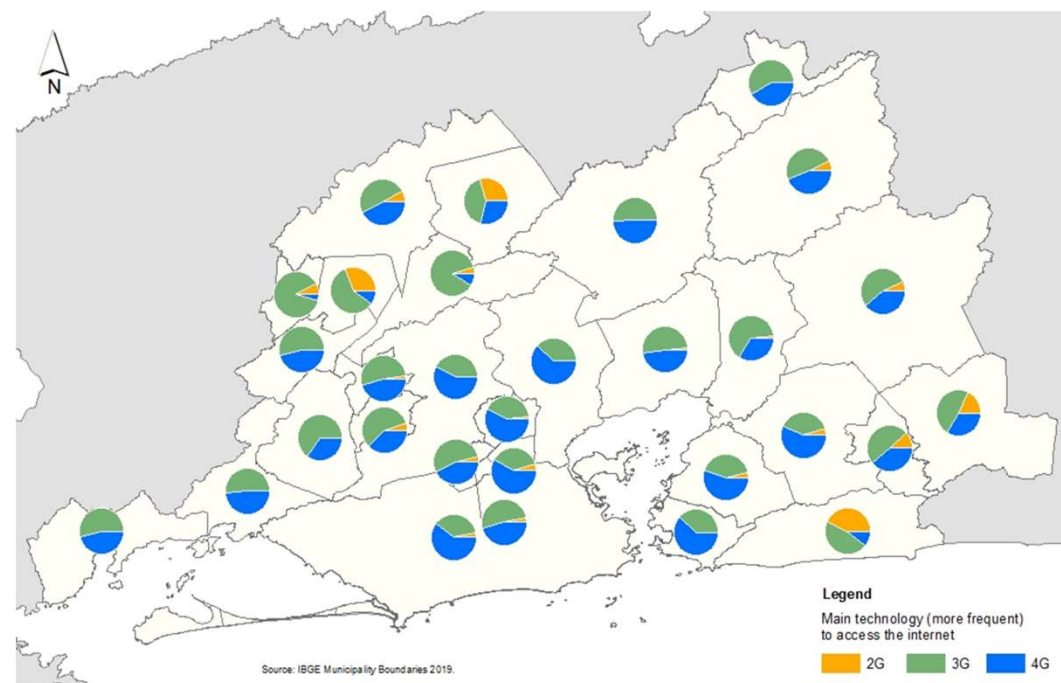 N
Legend
Main technology (more frequent)
to access the internet
2G 3G 4G
Source: IBGE Municipality Boundaries 2019.